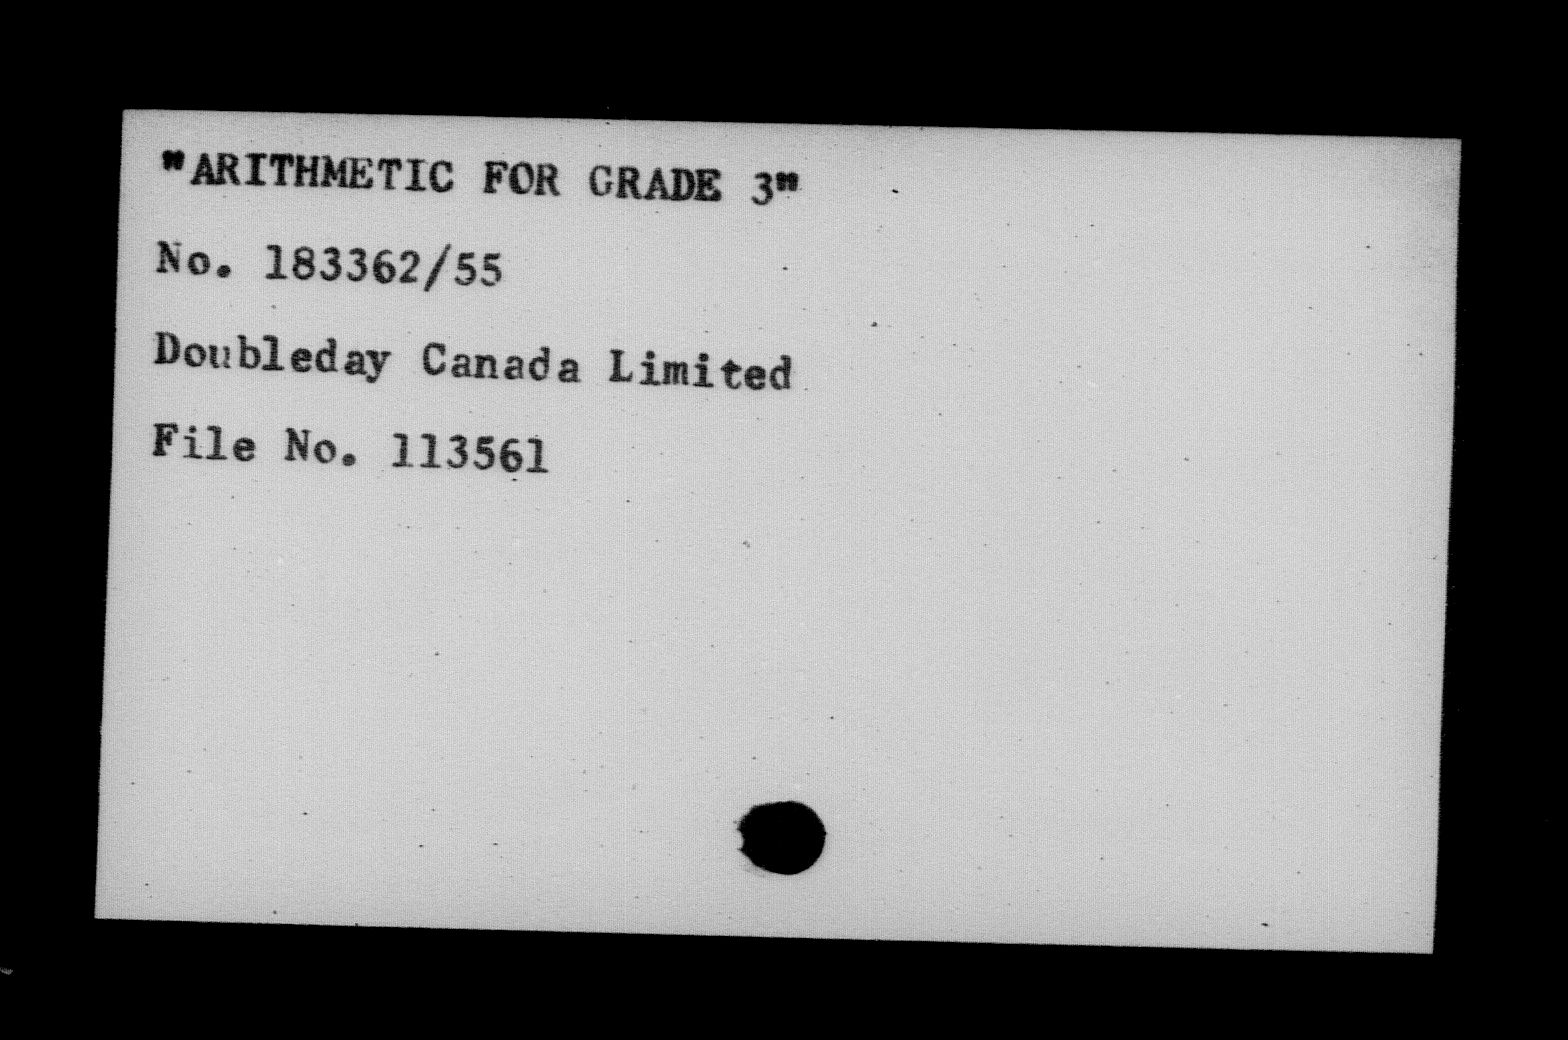 "ARITHMETIC FOR GRADE 3"
No. 183362/55
Doubleday Canada Limited
File No. 113561